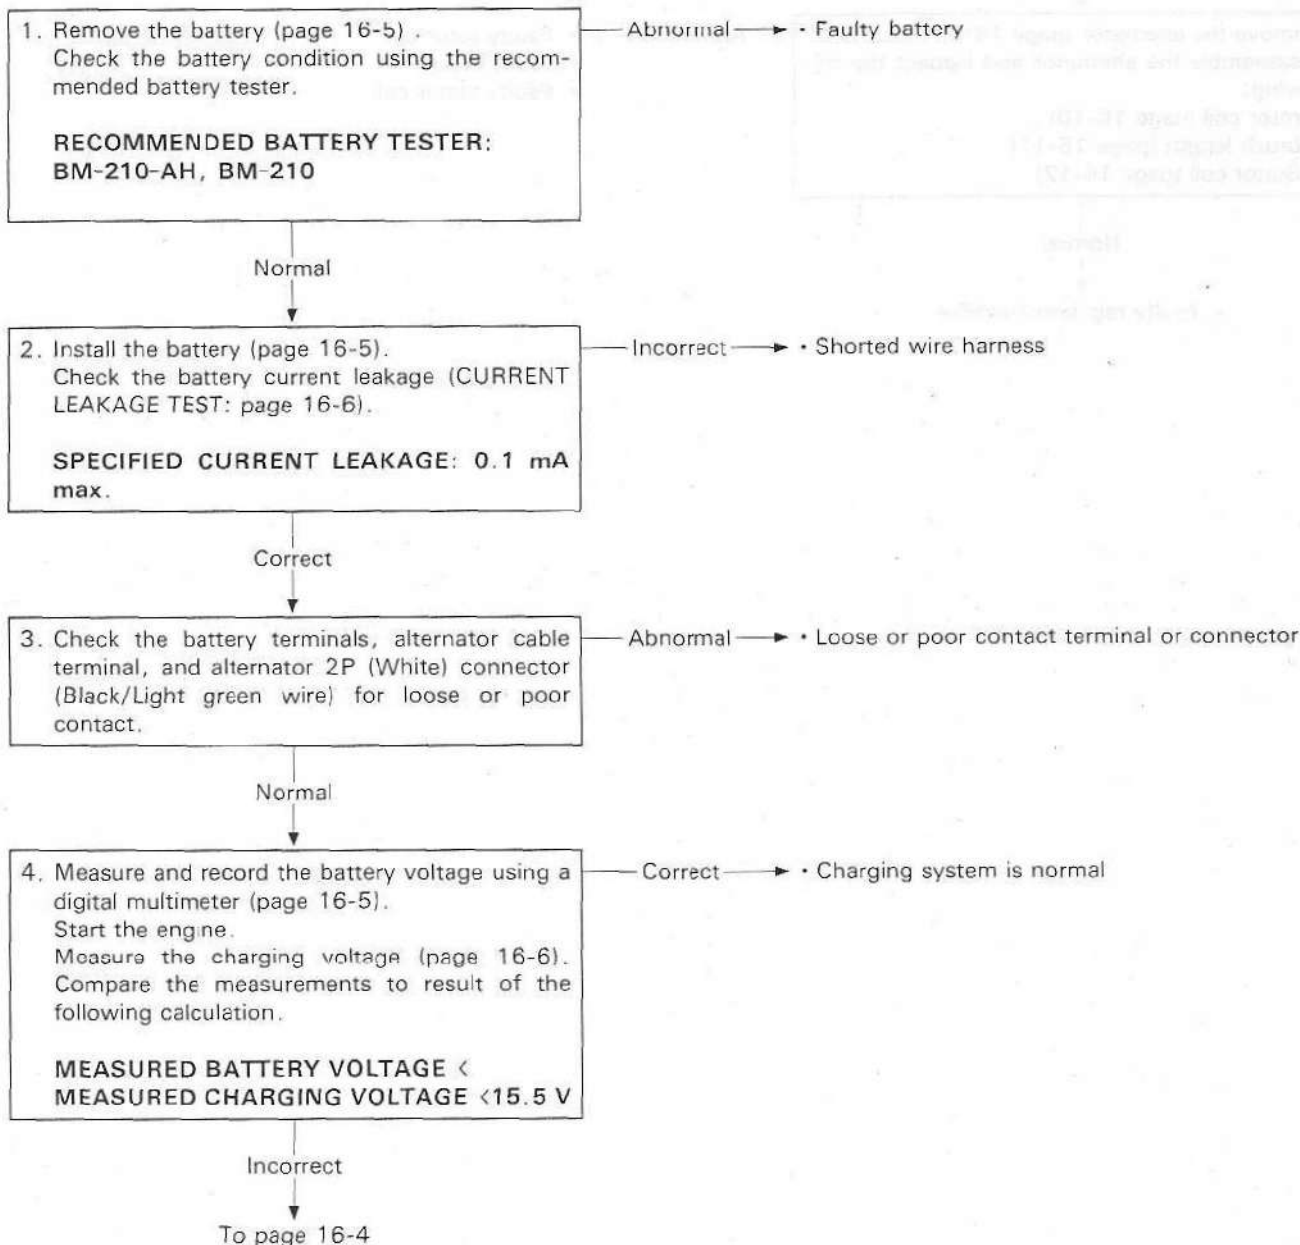 1. Remove the battery (page 16-5) .
Check the battery condition using the recom-
mended battery tester.
RECOMMENDED BATTERY TESTER:
BM-210-AH, BM-210
Abnormal
• Faulty battery
Normal
2. Install the battery (page 16-5).
Check the battery current leakage (CURRENT
LEAKAGE TEST: page 16-6).
SPECIFIED CURRENT LEAKAGE: 0.1 mA
max.
Incorrect
• Shorted wire harness
Correct
3. Check the battery terminals, alternator cable
terminal, and alternator 2P (White) connector
(Black/Light green wire) for loose or poor
contact.
Abnormal
• Loose or poor contact terminal or connector
Normal
4. Measure and record the battery voltage using a
digital multimeter (page 16-5).
Start the engine.
Measure the charging voltage (page 16-6).
Compare the measurements to result of the
following calculation.
MEASURED BATTERY VOLTAGE <
MEASURED CHARGING VOLTAGE <15.5 V
Correct
• Charging system is normal
Incorrect
To page 16-4